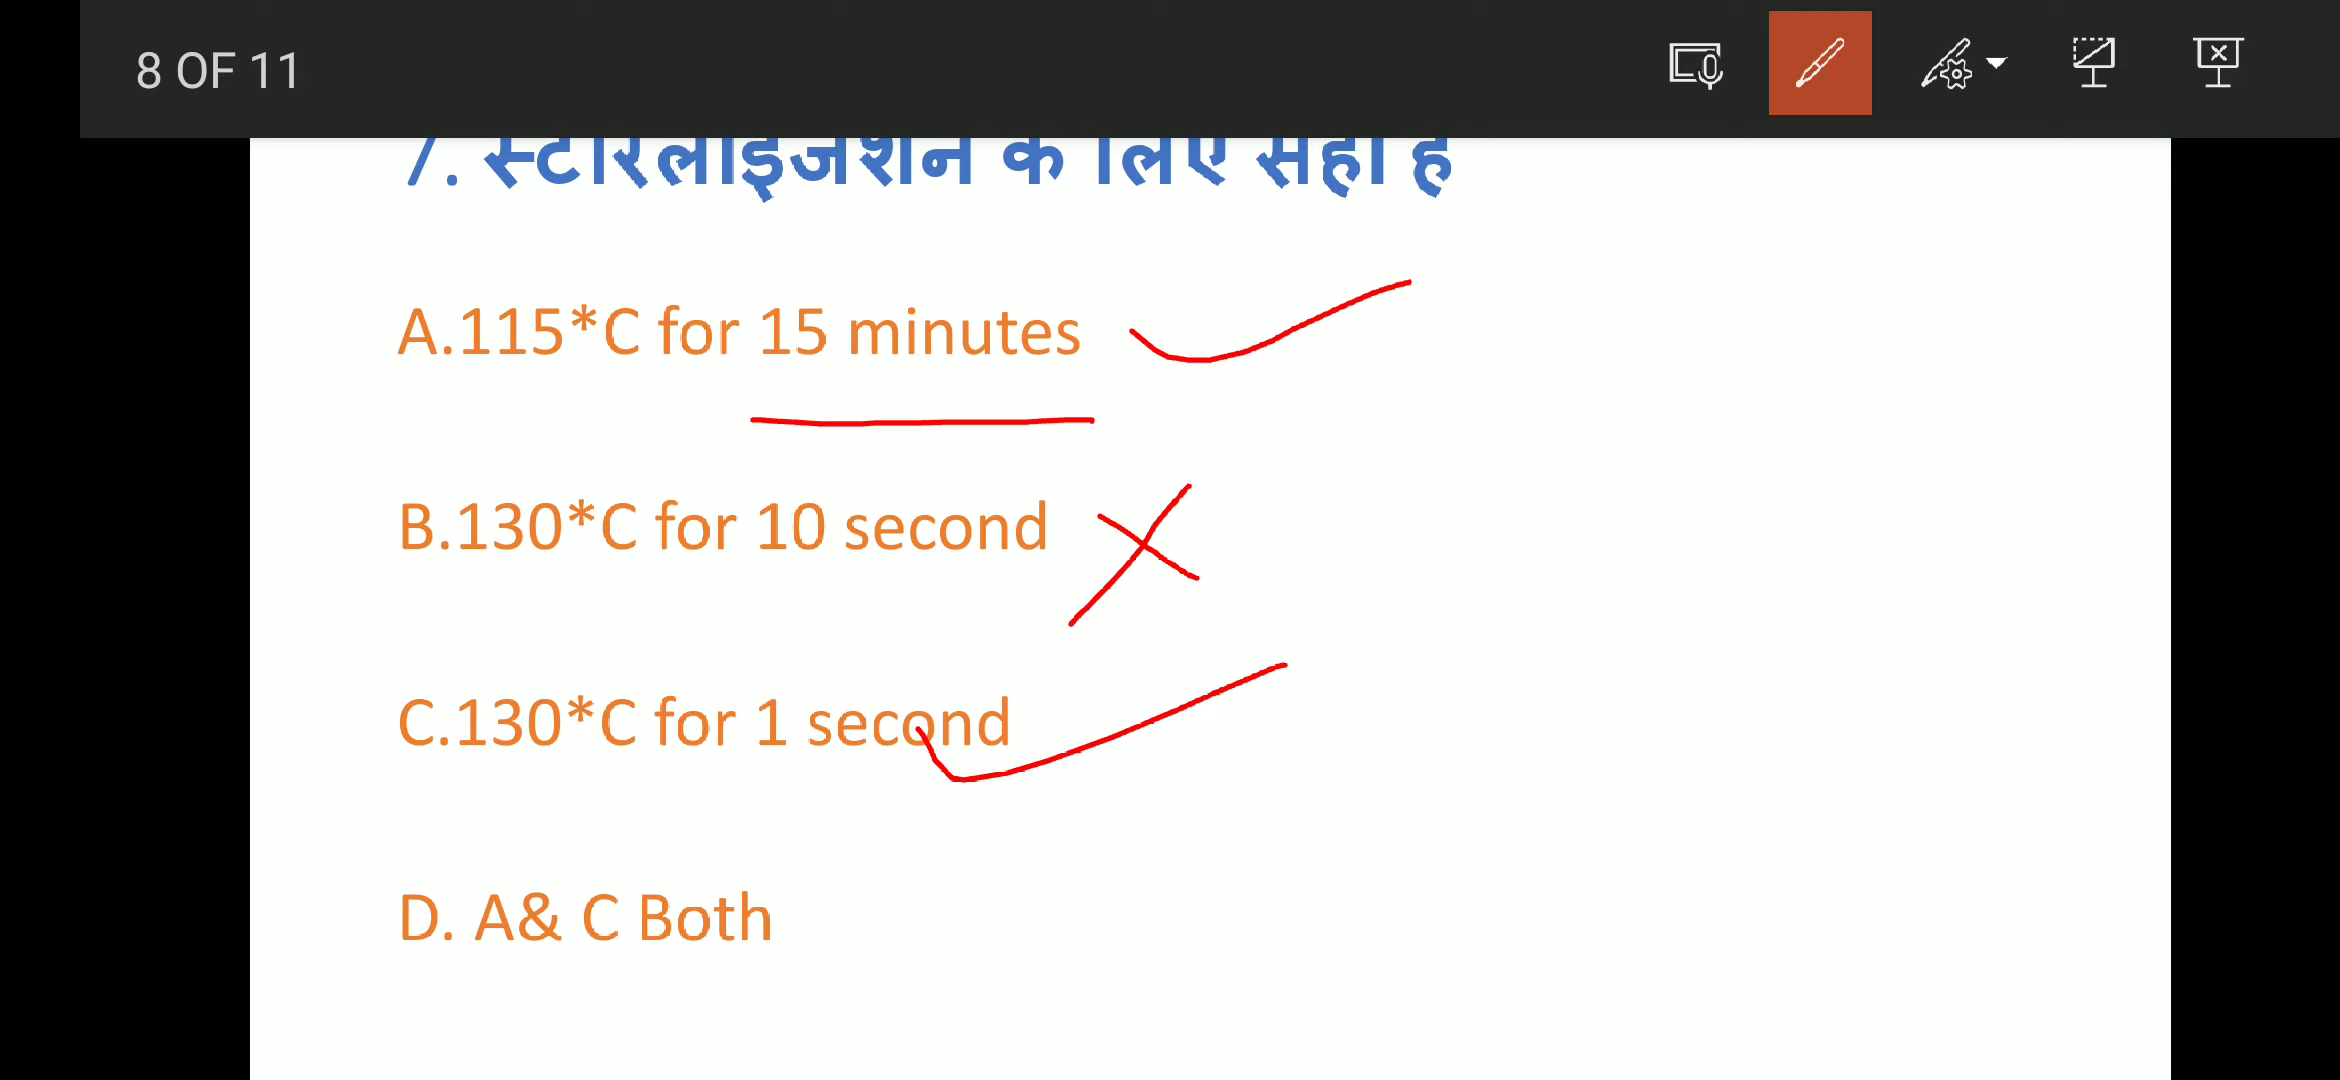 8 OF 11
7. स्टरिलाइजेशन के लिए सही है
A.115*C for 15 minutes
B.130*C for 10 second
C.130*C for 1 second
D. A& C Both